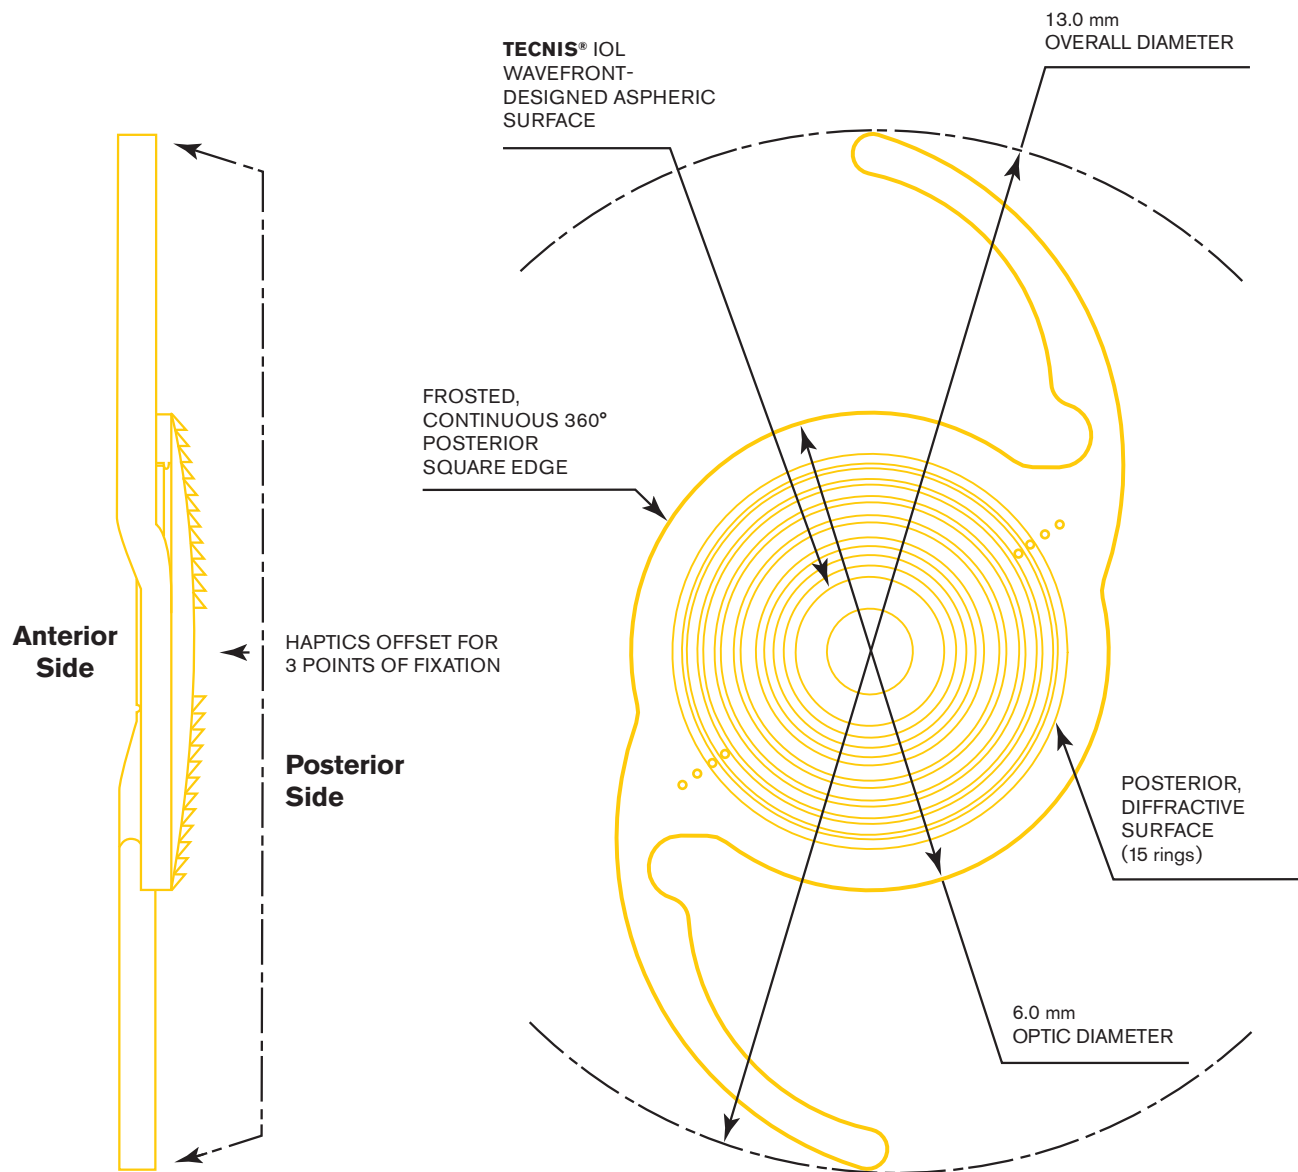 13.0 mm
OVERALL DIAMETER
TECNIS® IOL
WAVEFRONT-
DESIGNED ASPHERIC
SURFACE
FROSTED,
CONTINUOUS 360°
POSTERIOR
SQUARE EDGE
Anterior
Side
HAPTICS OFFSET FOR
3 POINTS OF FIXATION
Posterior
Side
POSTERIOR,
DIFFRACTIVE
SURFACE
(15 rings)
6.0 mm
OPTIC DIAMETER